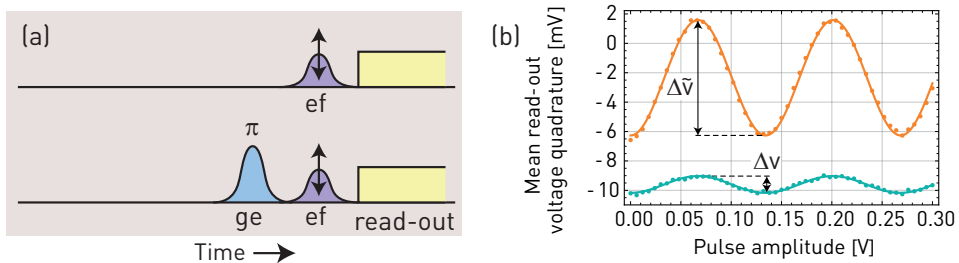 (a)
ef
π
ge
ef
read-out
Time
(b)
Mean read-out
voltage quadrature [mV]
2
0
-2
-4
-6
-8
-10
Δṽ
Δv
0.00
0.05
0.10
0.15
0.20
0.25
0.30
Pulse amplitude [V]